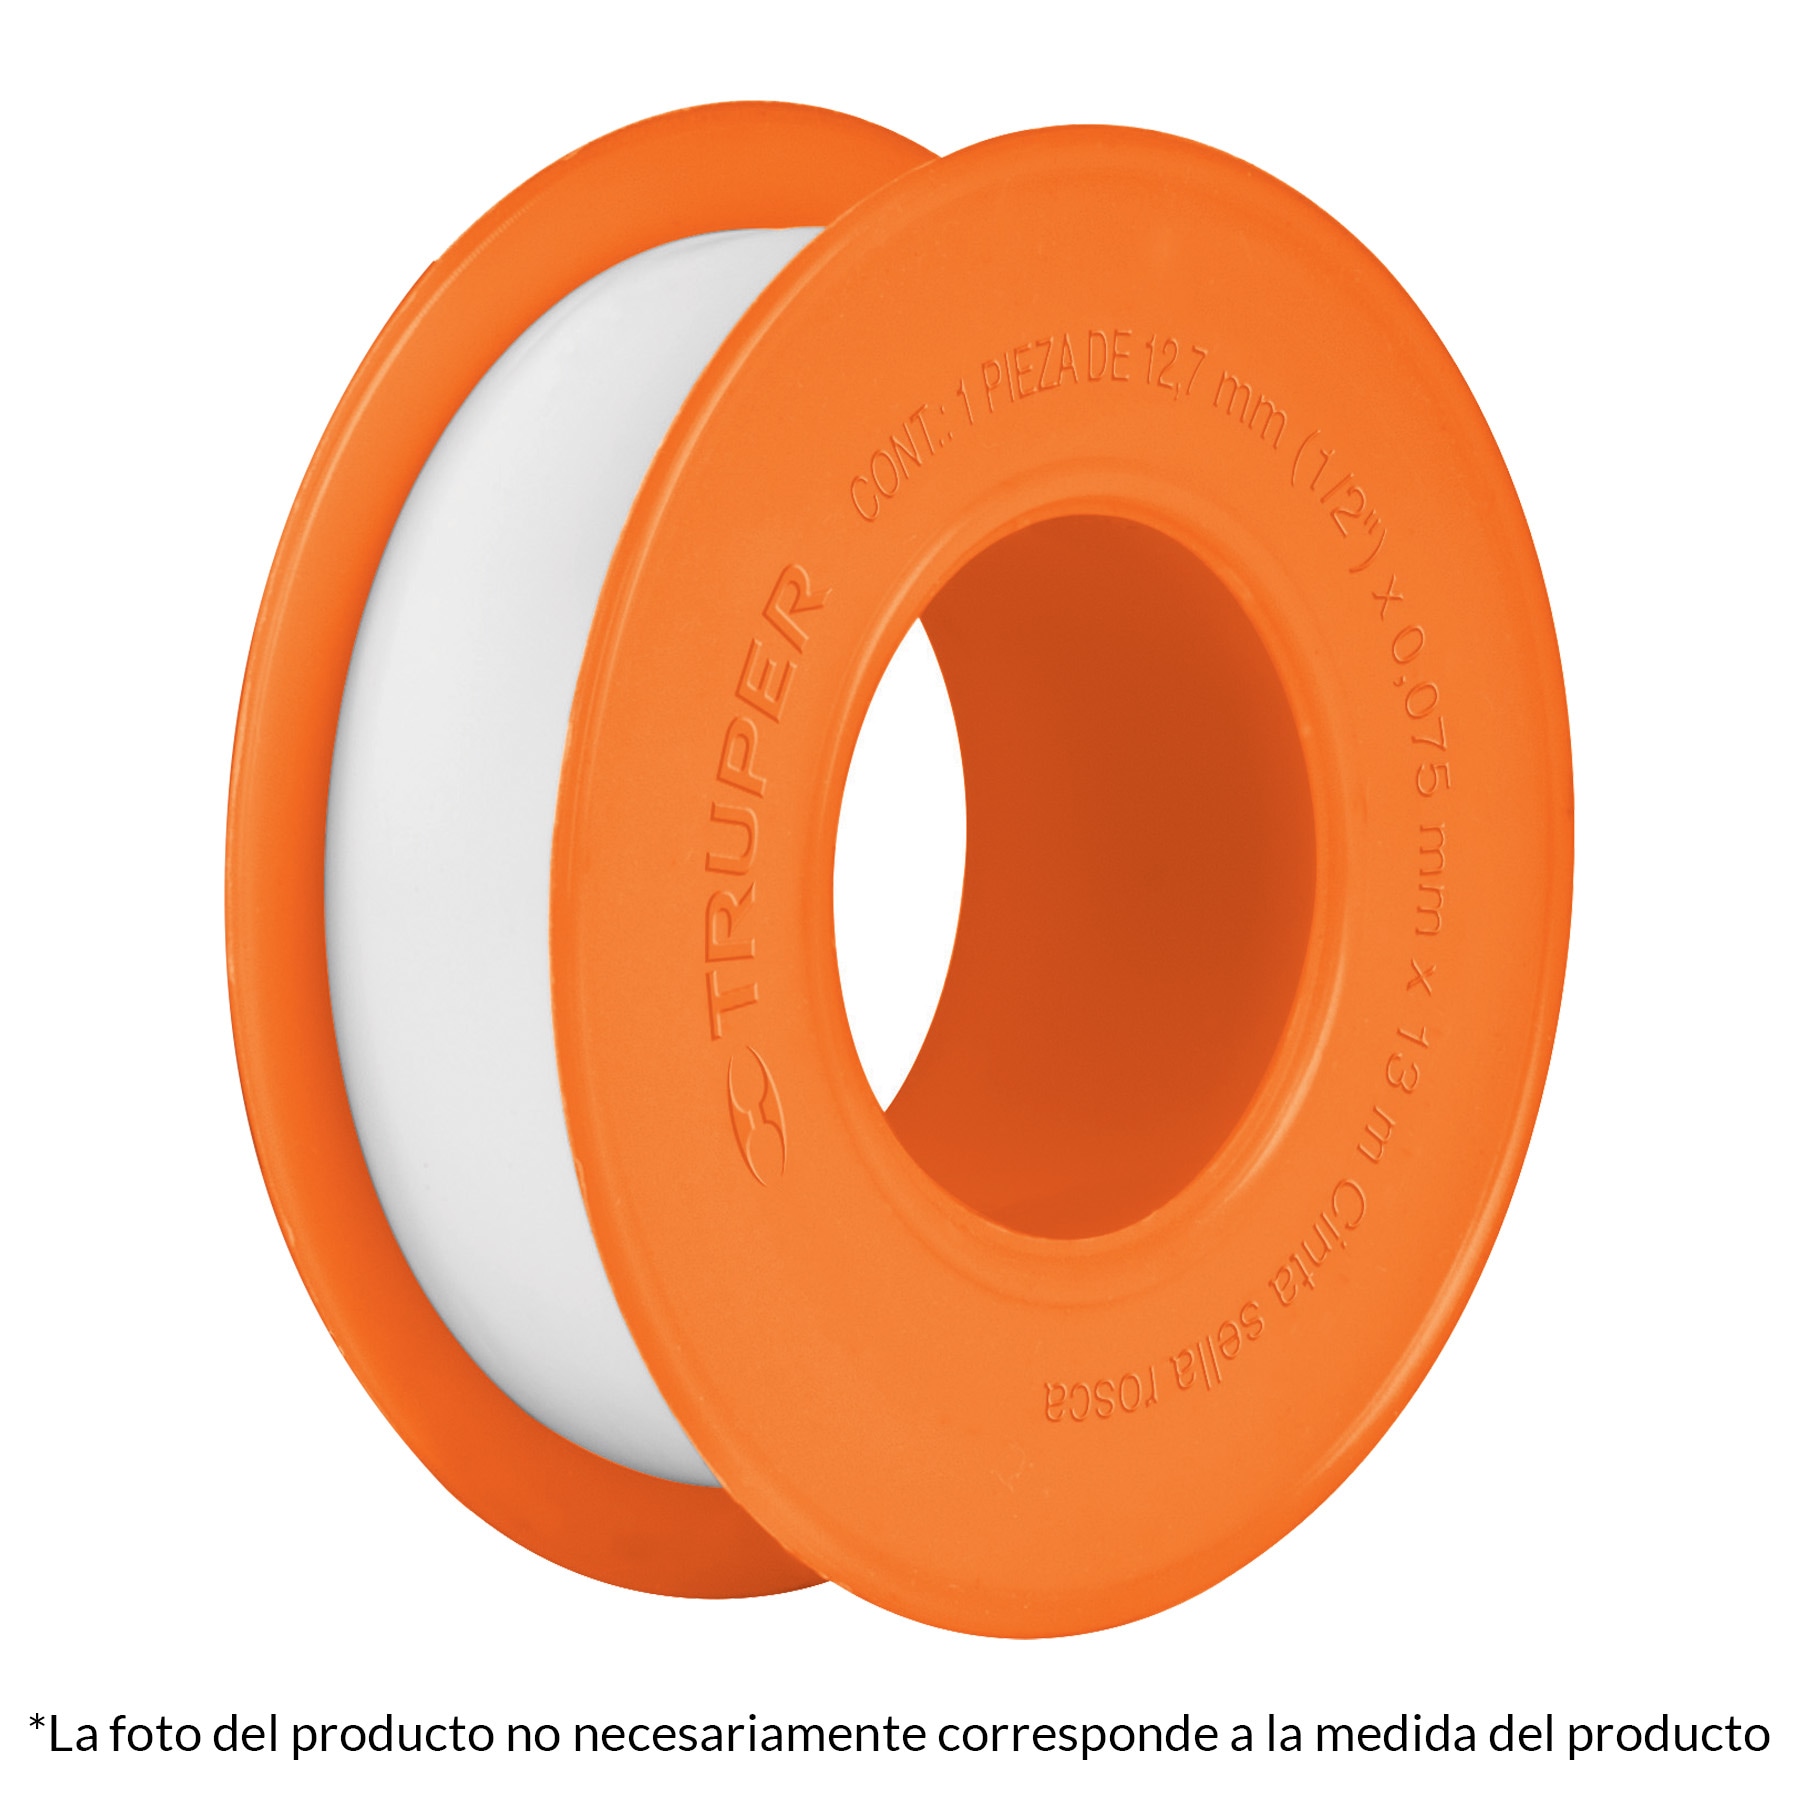 TRUPER
CONT.: 1 PIEZA DE 12,7 mm (1/2") x 0,075 mm x 13 m Cinta sella rosca
*La foto del producto no necesariamente corresponde a la medida del producto